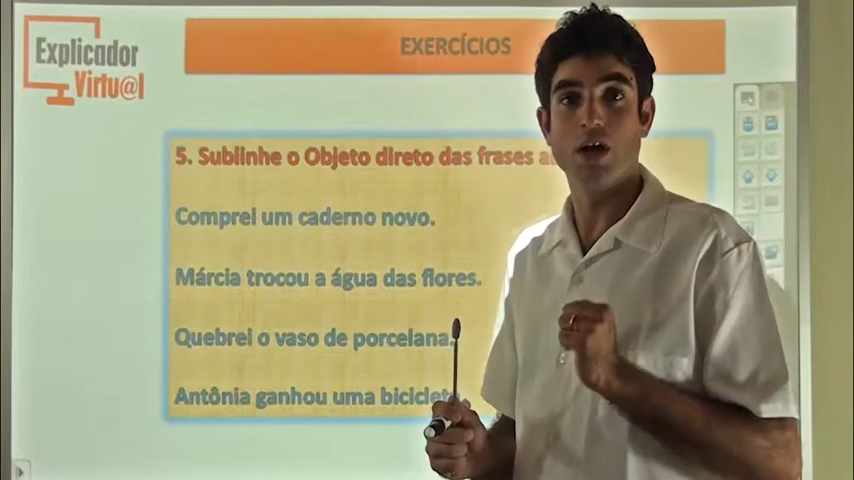 Explicador
Virtu@l
EXERCÍCIOS
5. Sublinhe o Objeto direto das frases
Comprei um caderno novo.
Márcia trocou a água das flores.
Quebrei o vaso de porcelana.
Antônia ganhou uma